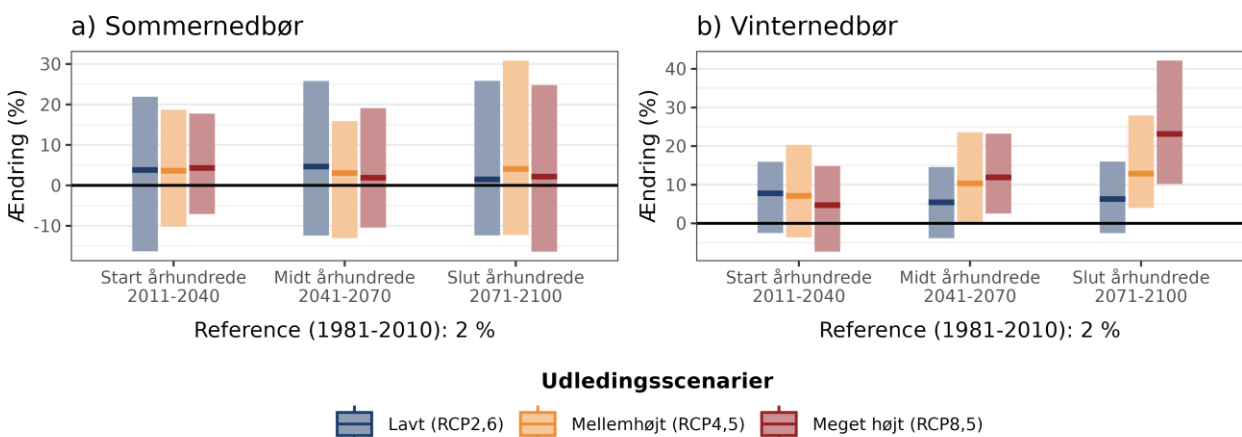 a) Sommernedbør
Ændring (%)
30
20
10
0
-10
Start århundrede
2011-2040
Midt århundrede
2041-2070
Slut århundrede
2071-2100
Reference (1981-2010): 2 %
b) Vinternedbør
Ændring (%)
40
30
20
10
0
Start århundrede
2011-2040
Midt århundrede
2041-2070
Slut århundrede
2071-2100
Reference (1981-2010): 2 %
Udledingsscenarier
Lavt (RCP2,6)
Mellemhøjt (RCP4,5)
Meget højt (RCP8,5)